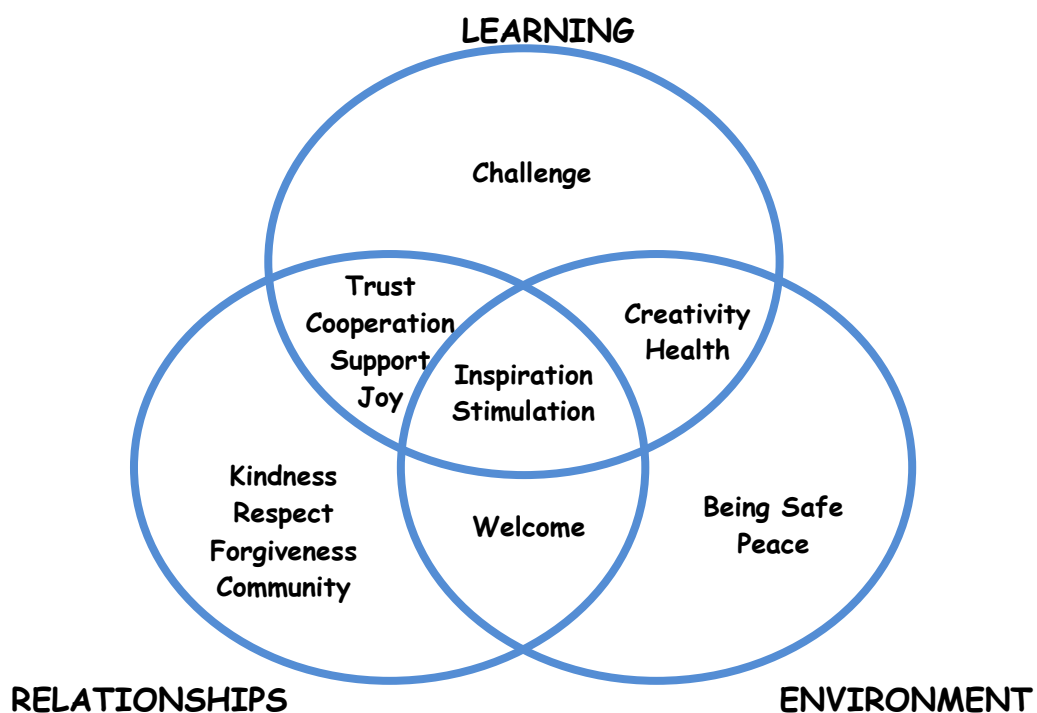 LEARNING
Challenge
Trust
Cooperation
Support
Joy
Creativity
Health
Inspiration
Stimulation
Kindness
Respect
Forgiveness
Community
Welcome
Being Safe
Peace
RELATIONSHIPS
ENVIRONMENT